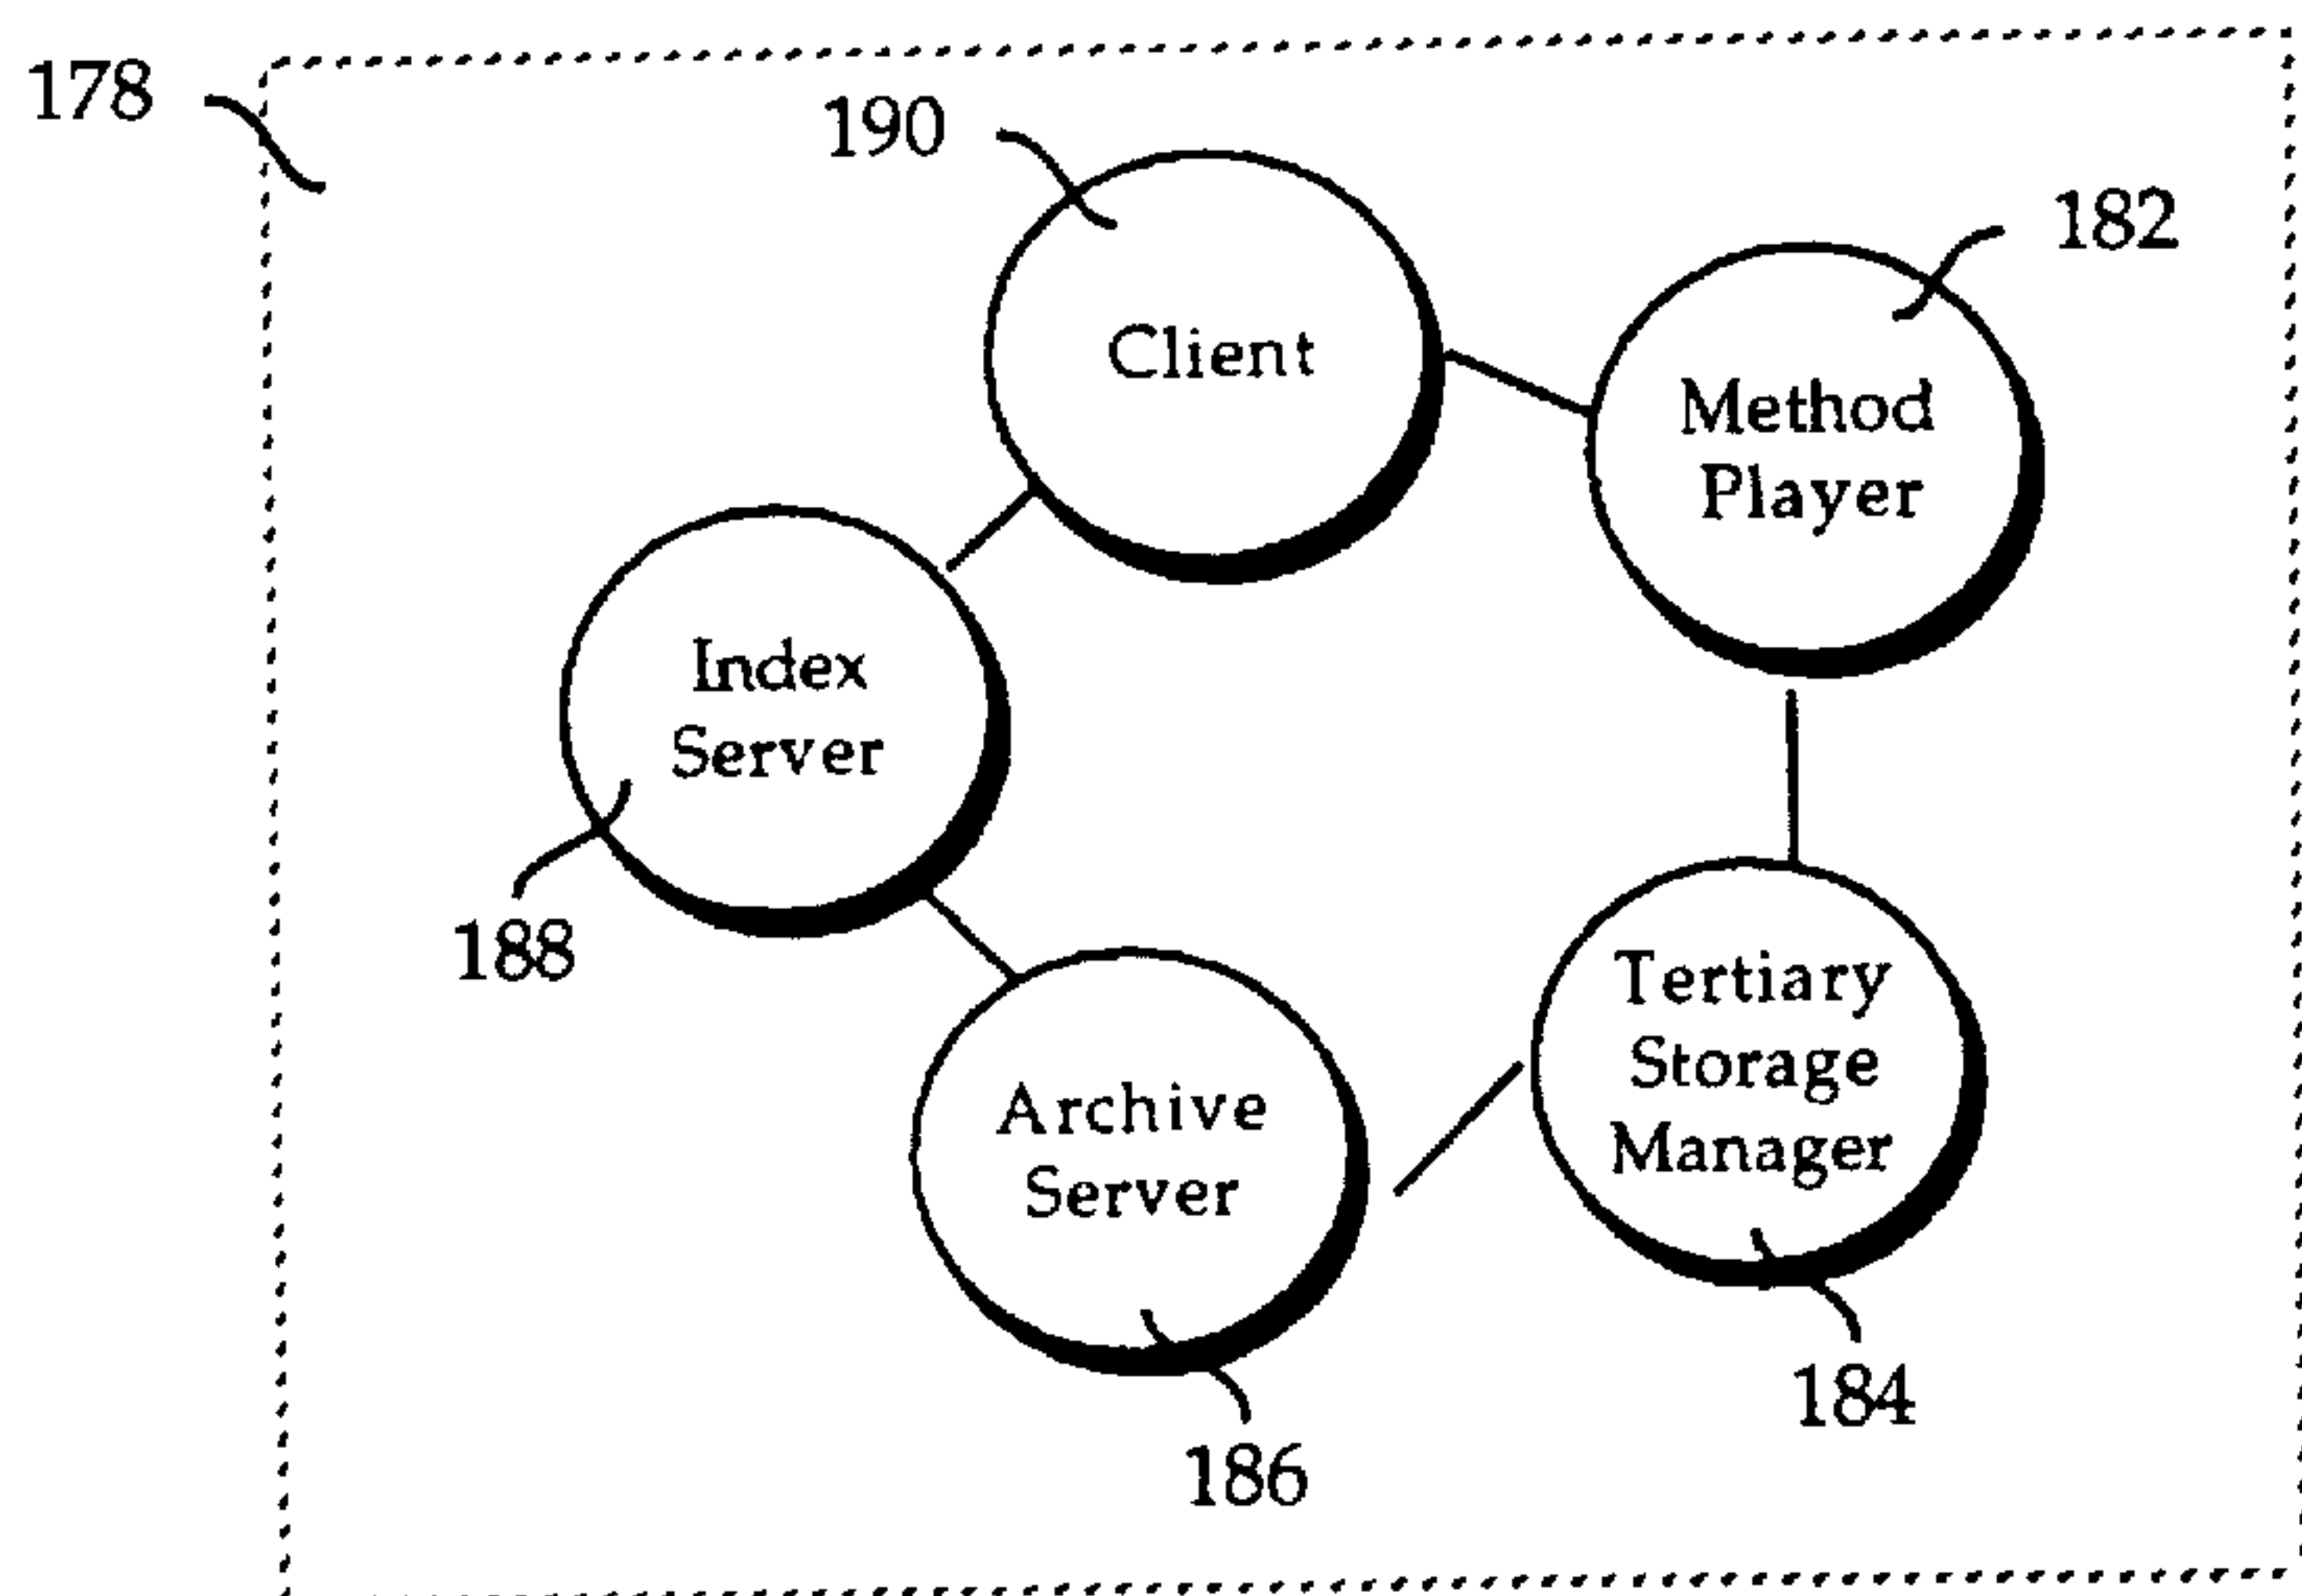 178
190
182
Client
Method
Player
Index
Server
188
Tertiary
Storage
Manager
Archive
Server
184
186